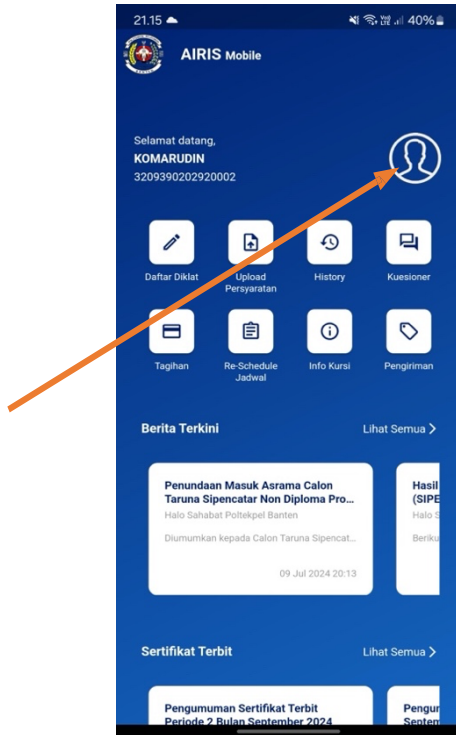 21.15
40%
AIRIS Mobile
Selamat datang,
KOMARUDIN
3209390202920002
Daftar Diklat
Upload
Persyaratan
History
Kuesioner
Tagihan
Re-Schedule
Jadwal
Info Kursi
Pengiriman
Berita Terkini
Lihat Semua
Penundaan Masuk Asrama Calon
Taruna Sipencatar Non Diploma Pro...
Halo Sahabat Poltekpel Banten
Diumumkan kepada Calon Taruna Sipencat...
09 Jul 2024 20:13
Hasil
(SIPE
Halo S
Beriku
Sertifikat Terbit
Lihat Semua
Pengumuman Sertifikat Terbit
Periode 2 Bulan September 2024
Pengur
Septem